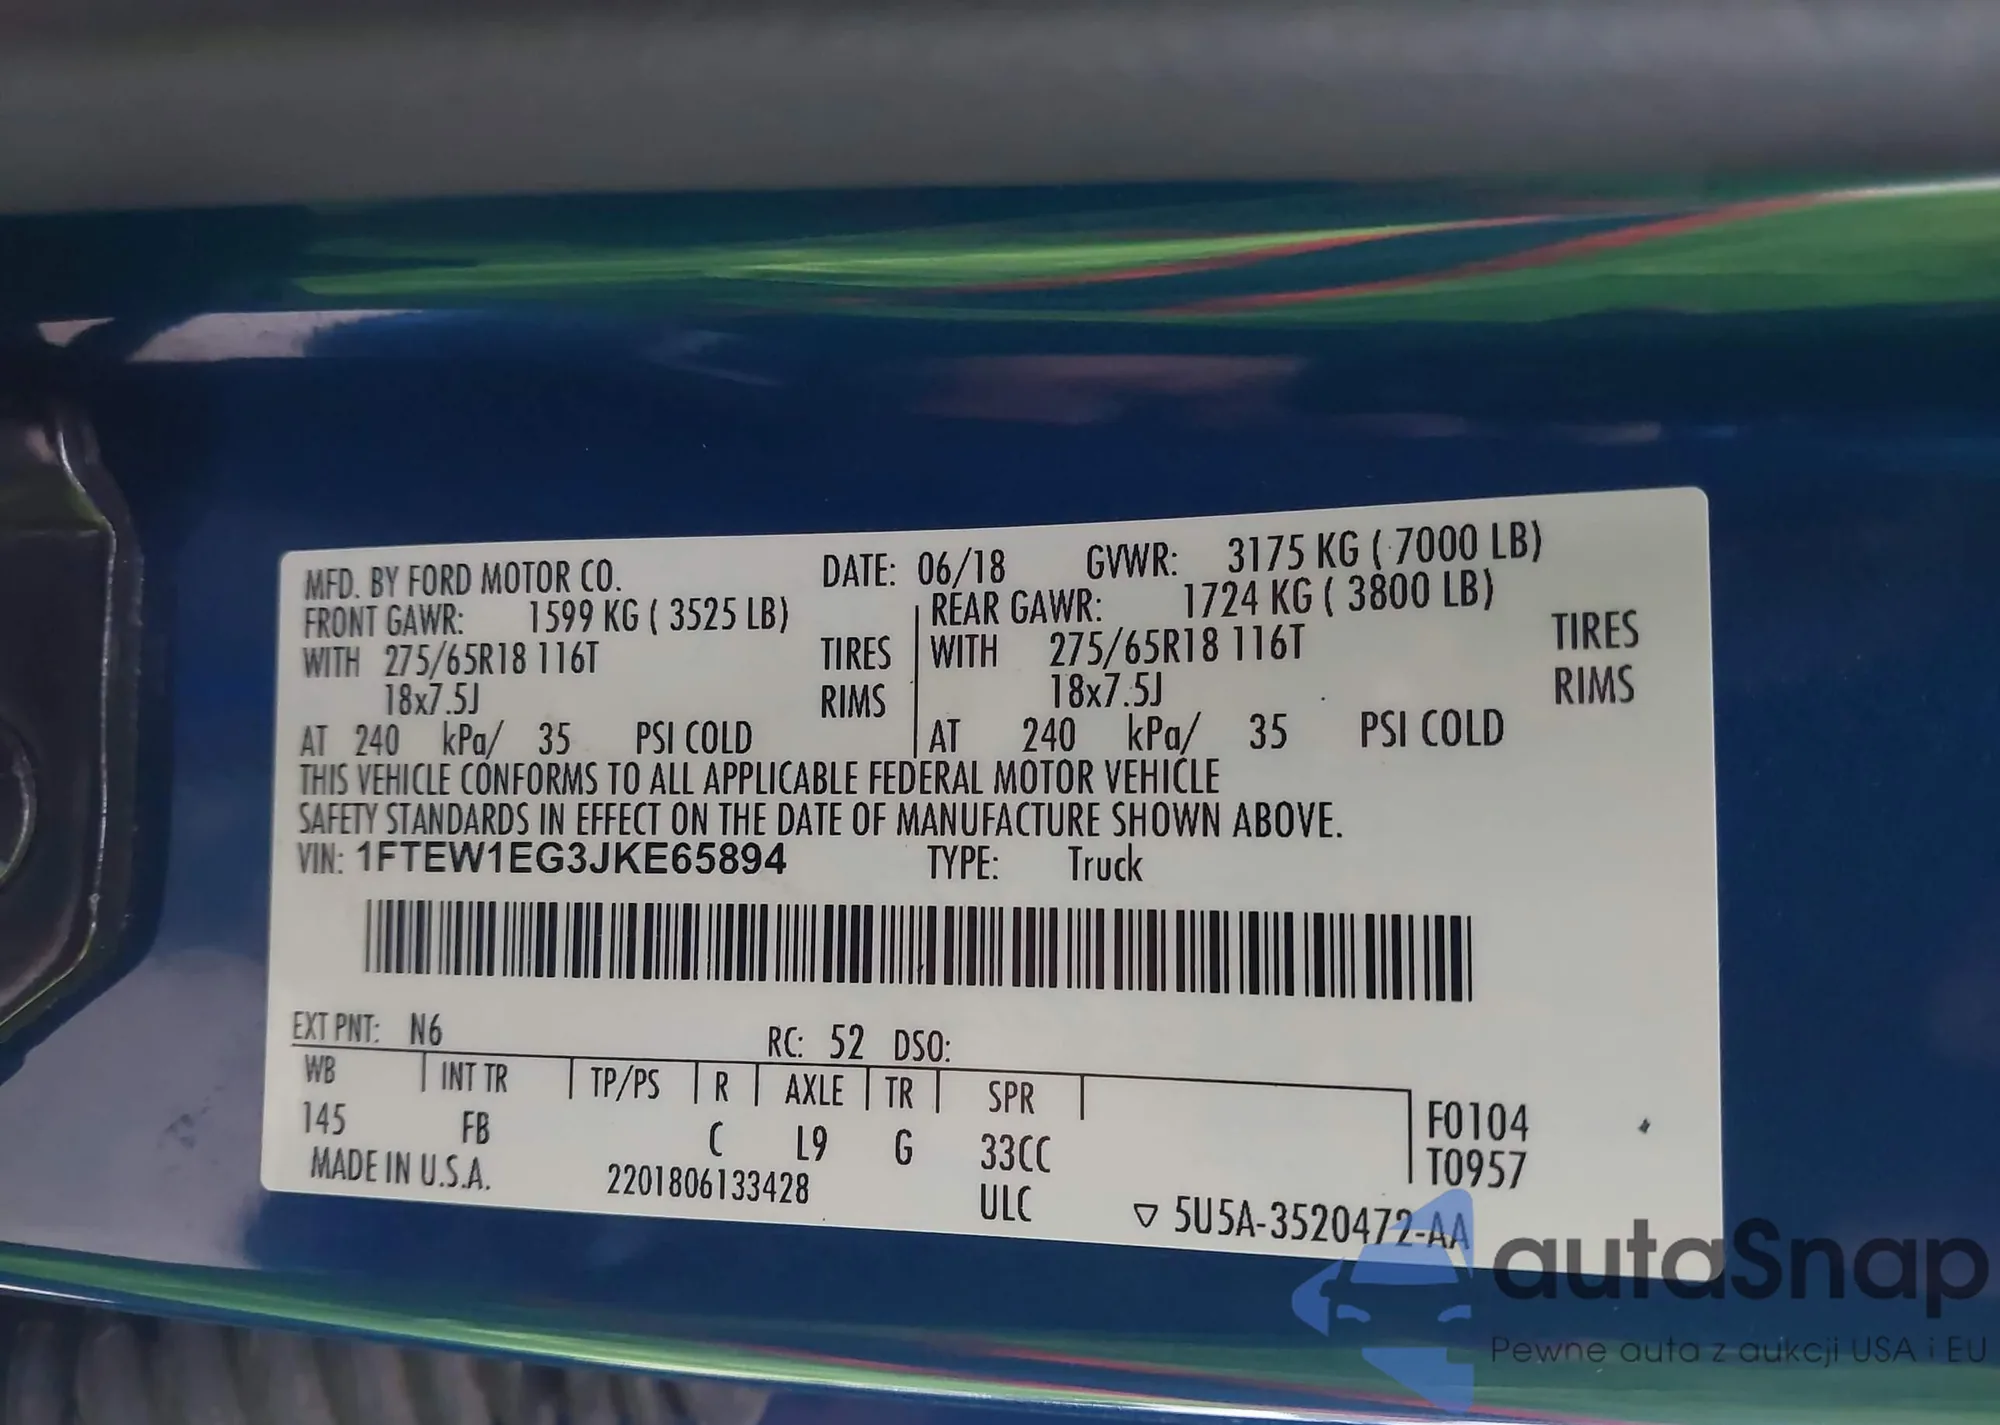 MFD. BY FORD MOTOR CO. DATE: 06/18 GVWR: 3175 KG ( 7000 LB)
FRONT GAWR: 1599 KG ( 3525 LB) REAR GAWR: 1724 KG ( 3800 LB)
WITH 275/65R18 116T TIRES WITH 275/65R18 116T TIRES
18x7.5J RIMS 18x7.5J RIMS
AT 240 kPa/ 35 PSI COLD AT 240 kPa/ 35 PSI COLD
THIS VEHICLE CONFORMS TO ALL APPLICABLE FEDERAL MOTOR VEHICLE
SAFETY STANDARDS IN EFFECT ON THE DATE OF MANUFACTURE SHOWN ABOVE.
VIN: 1FTEW1EG3JKE65894 TYPE: Truck
EXT PNT: N6 RC: 52 DSO:
WB INT TR TP/PS R AXLE TR SPR
145 FB C L9 G 33CC F0104
T0957
MADE IN U.S.A. 2201806133428 ULC ▽ 5U5A-3520472-AA
autaSnap
Pewne auta z aukcji USA i EU